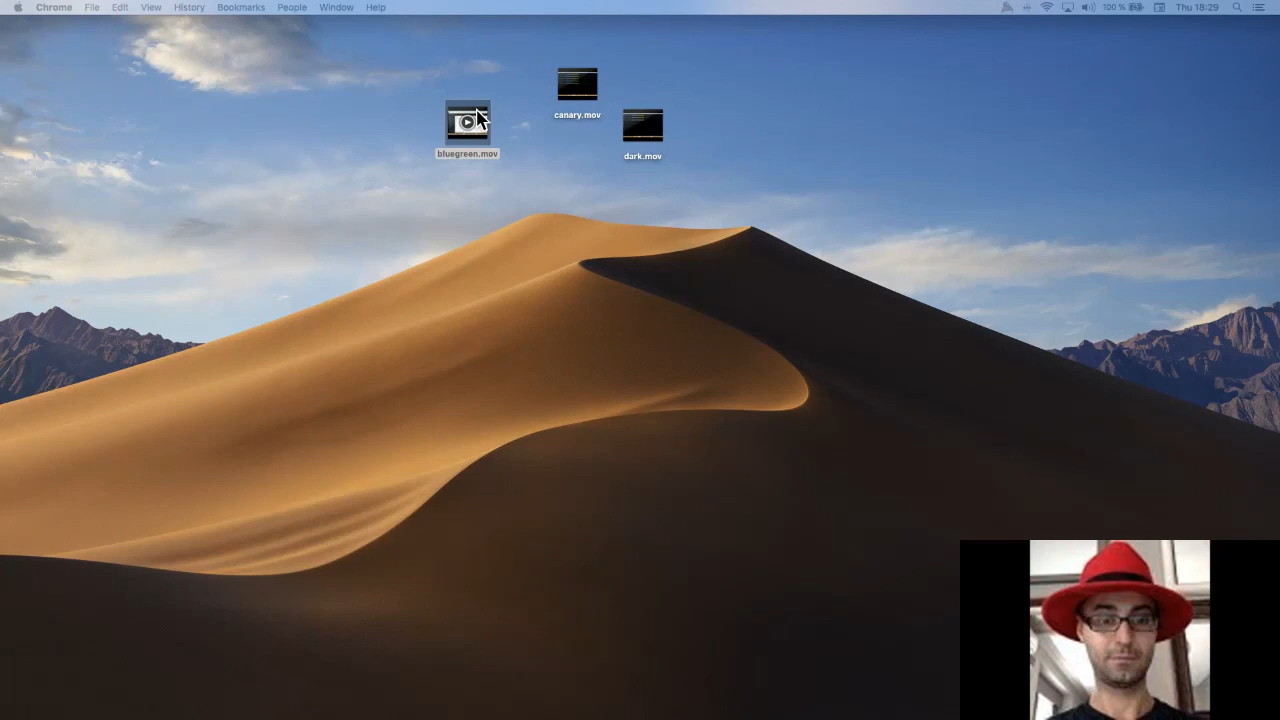 Chrome File Edit View History Bookmarks People Window Help 100 % Thu 18:29
canary.mov
bluegreen.mov
dark.mov